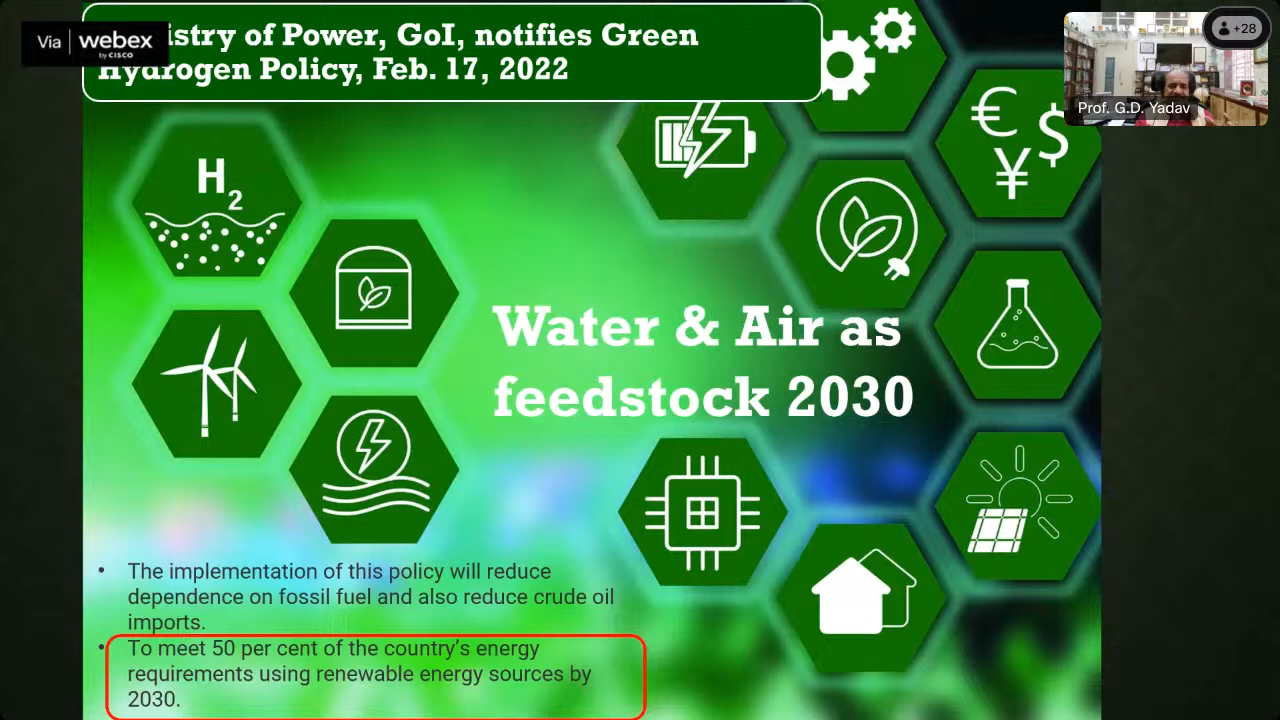 Via webex
by CISCO
istry of Power, GoI, notifies Green
Hydrogen Policy, Feb. 17, 2022
+28
Prof. G.D. Yadav
€
$
¥
H2
Water & Air as
feedstock 2030
• The implementation of this policy will reduce
dependence on fossil fuel and also reduce crude oil
imports.
• To meet 50 per cent of the country's energy
requirements using renewable energy sources by
2030.